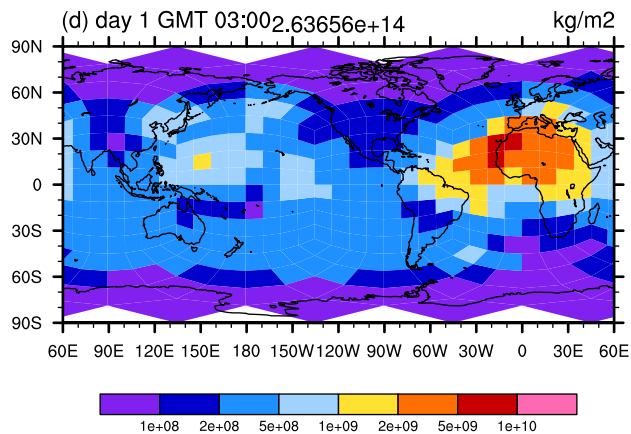 (d) day 1 GMT 03:00 2.63656e+14 kg/m2
90N
60N
30N
0
30S
60S
90S
60E 90E 120E 150E 180 150W 120W 90W 60W 30W 0 30E 60E
1e+08 2e+08 5e+08 1e+09 2e+09 5e+09 1e+10